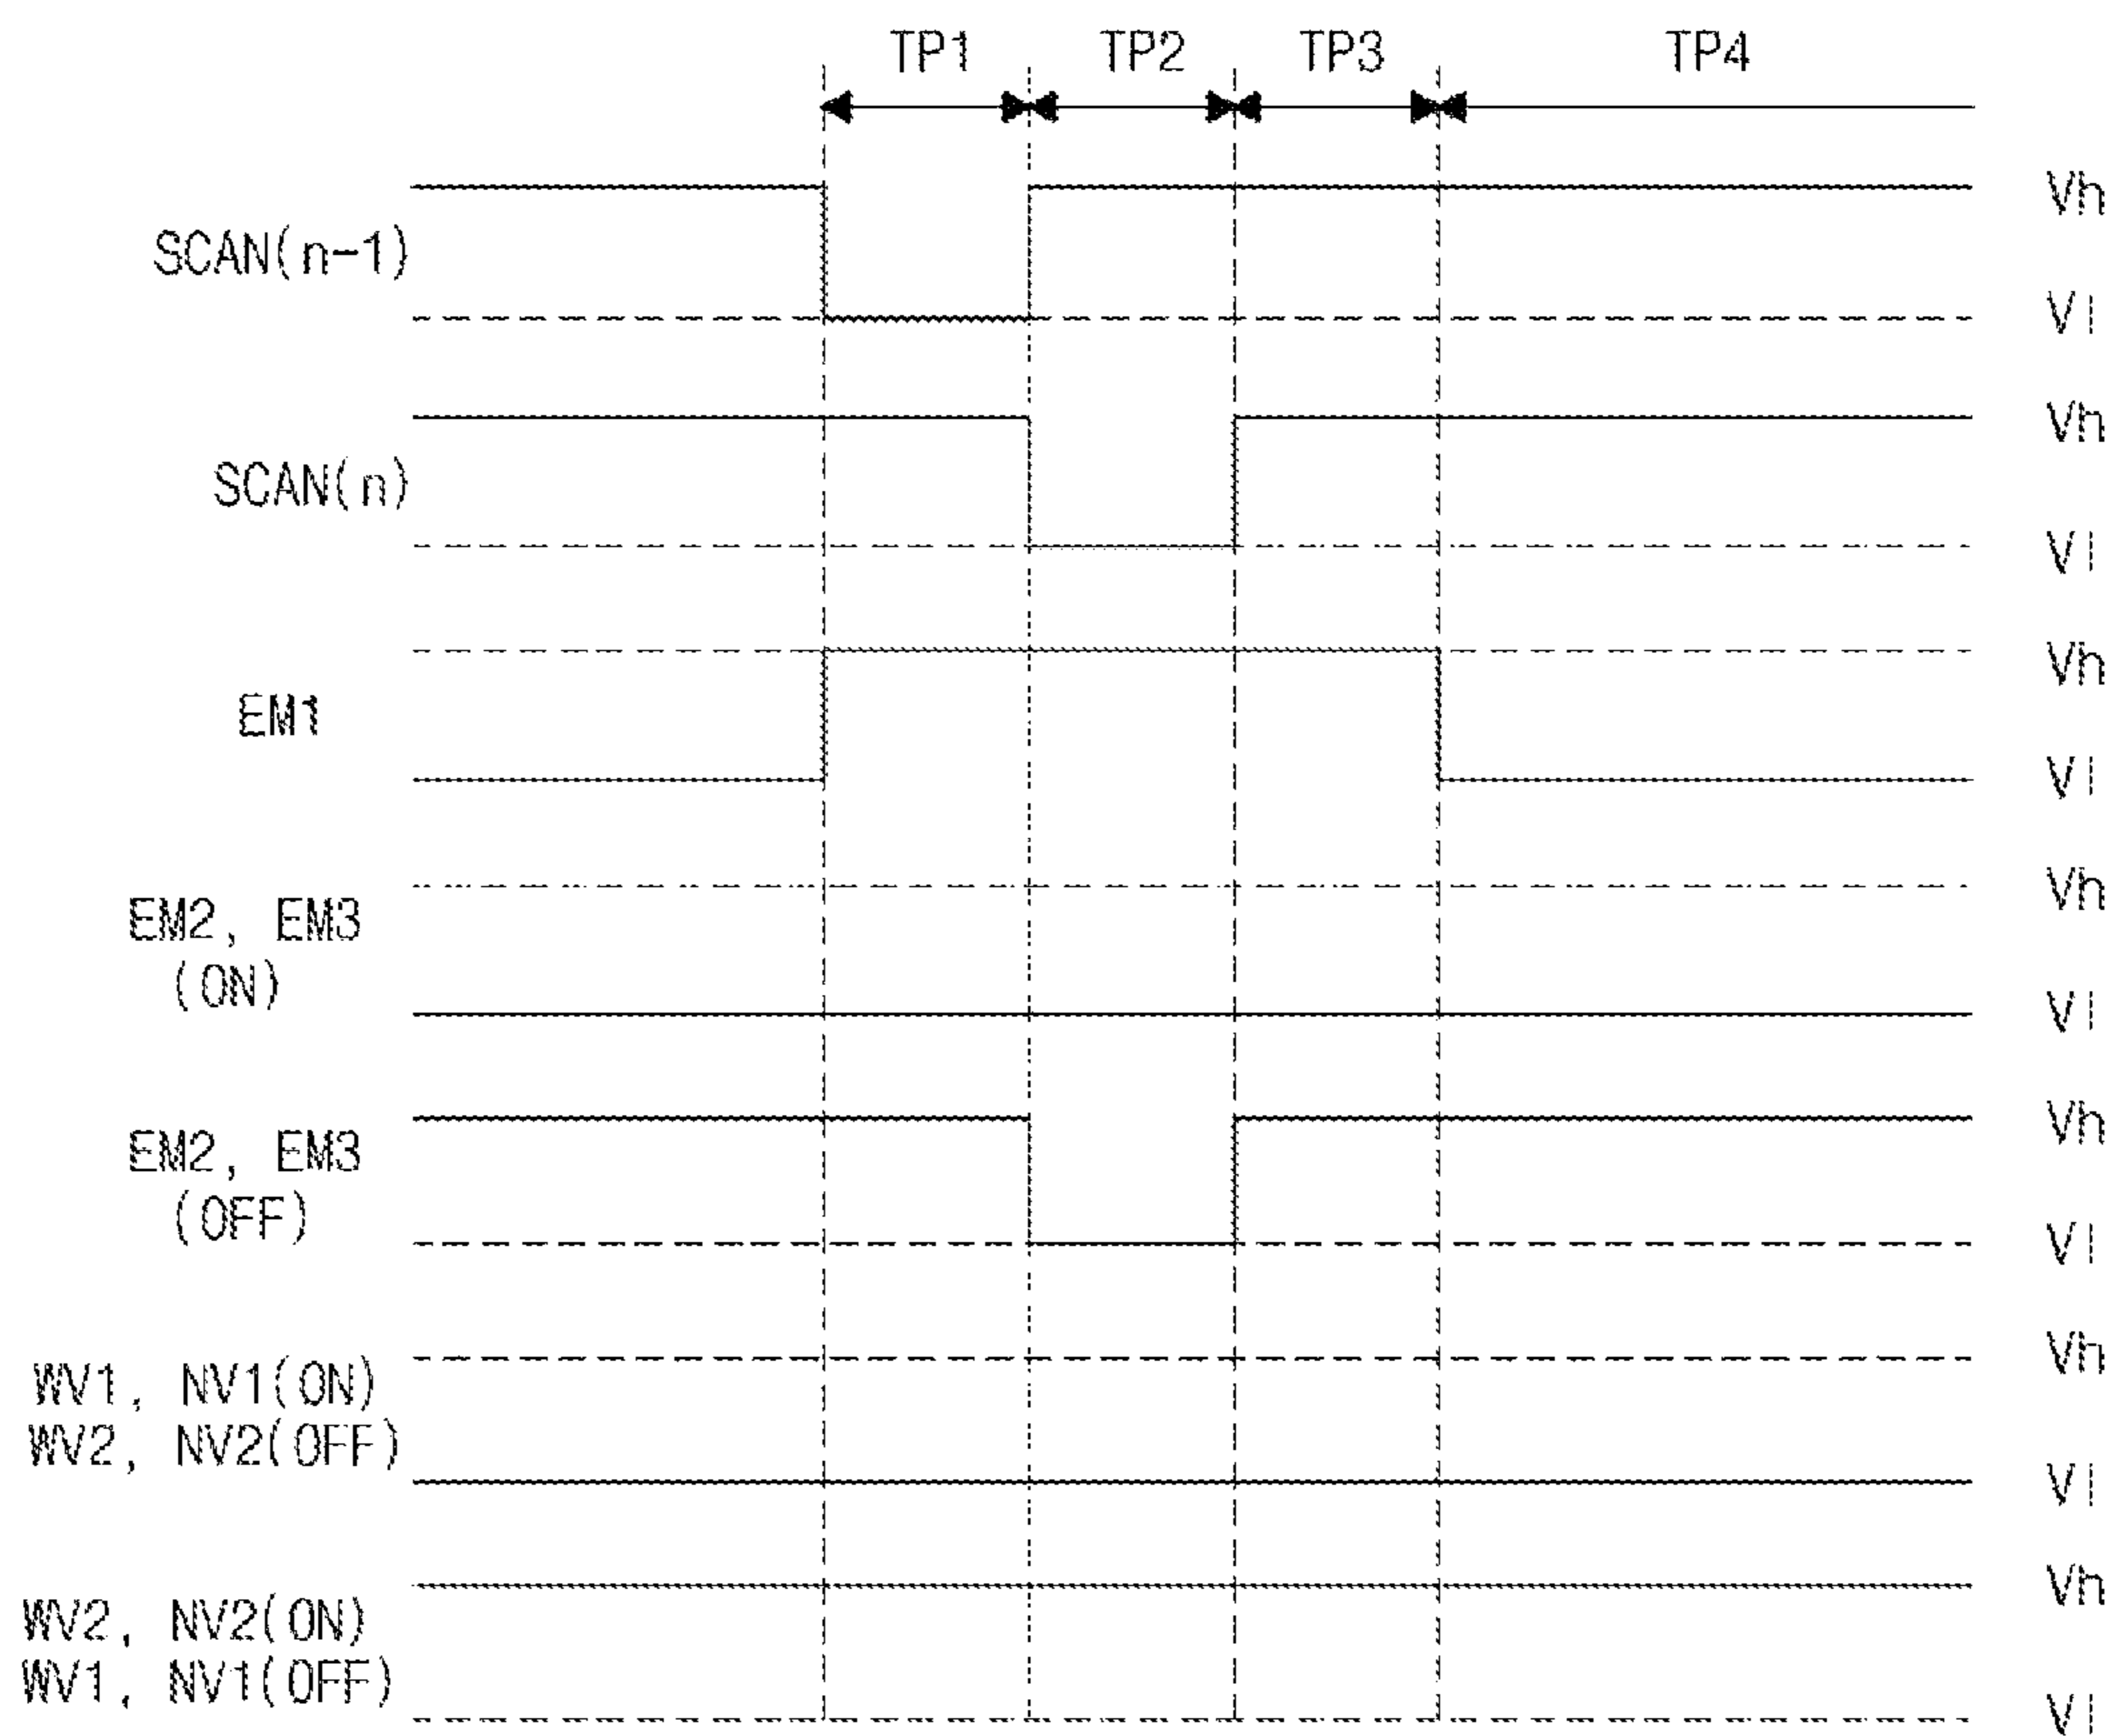 TP1 TP2 TP3 TP4
Vh
SCAN(n-1)
Vl
Vh
SCAN(n)
Vl
Vh
EM1
Vl
Vh
EM2, EM3
(ON)
Vl
Vh
EM2, EM3
(OFF)
Vl
Vh
WV1, NV1(ON)
WV2, NV2(OFF)
Vl
Vh
WV2, NV2(ON)
WV1, NV1(OFF)
Vl